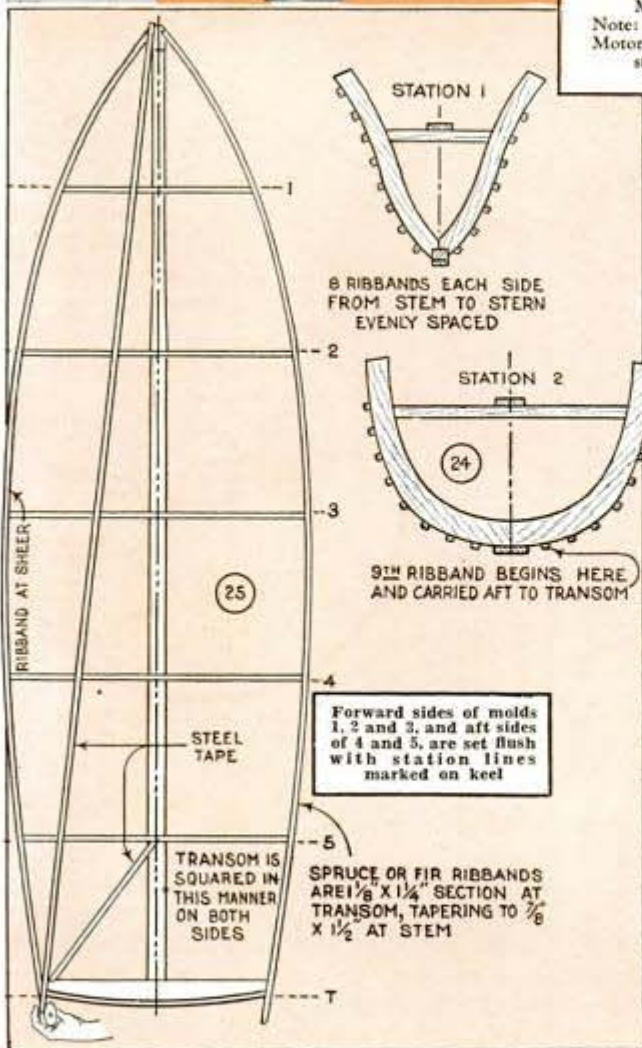 M
Note:
Motor
s
STATION 1
1
8 RIBBANDS EACH SIDE
FROM STEM TO STERN
EVENLY SPACED
2
STATION 2
24
3
9TH RIBBAND BEGINS HERE
AND CARRIED AFT TO TRANSOM
RIBBAND AT SHEER
25
4
Forward sides of molds
1, 2 and 3, and aft sides
of 4 and 5, are set flush
with station lines
marked on keel
STEEL
TAPE
5
TRANSOM IS
SQUARED IN
THIS MANNER
ON BOTH
SIDES
SPRUCE OR FIR RIBBANDS
ARE 1⅛" X 1¼" SECTION AT
TRANSOM, TAPERING TO ⅞"
X 1½" AT STEM
T